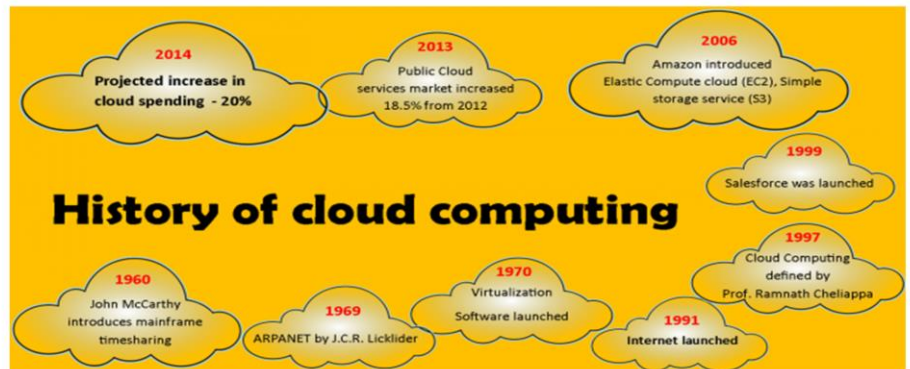 2014
Projected increase in
cloud spending - 20%
2013
Public Cloud
services market increased
18.5% from 2012
2006
Amazon introduced
Elastic Compute cloud (EC2), Simple
storage service (S3)
1999
Salesforce was launched
History of cloud computing
1997
Cloud Computing
defined by
Prof. Ramnath Cheliappa
1960
John McCarthy
introduces mainframe
timesharing
1969
ARPANET by J.C.R. Licklider
1970
Virtualization
Software launched
1991
Internet launched